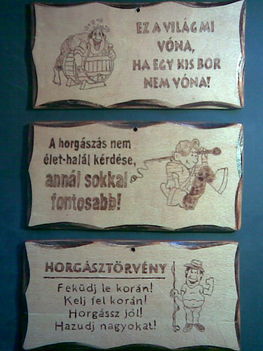 EZ A VILÁG MI
VÓNA,
HA EGY KIS BOR
NEM VÓNA!
A horgászás nem
élet-halál kérdése,
annál sokkal
fontosabb!
HORGÁSZTÖRVÉNY
Feküdj le korán!
Kelj fel korán!
Horgássz jól!
Hazudj nagyokat!